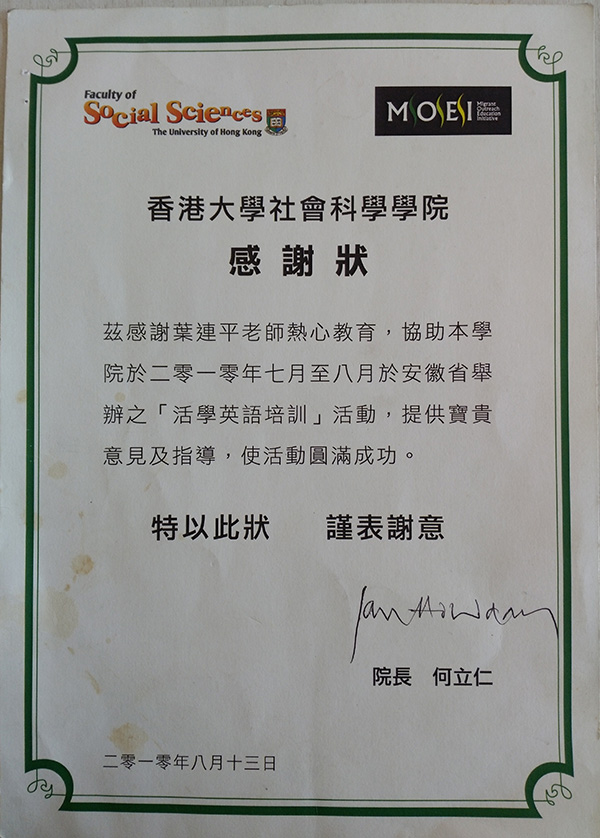 Faculty of
Social Sciences
The University of Hong Kong
MOEI
Migrant
Outreach
Education
Initiative
香港大學社會科學學院
感謝狀
茲感謝葉連平老師熱心教育，協助本學
院於二零一零年七月至八月於安徽省舉
辦之「活學英語培訓」活動，提供寶貴
意見及指導，使活動圓滿成功。
特以此狀 謹表謝意
院長 何立仁
二零一零年八月十三日